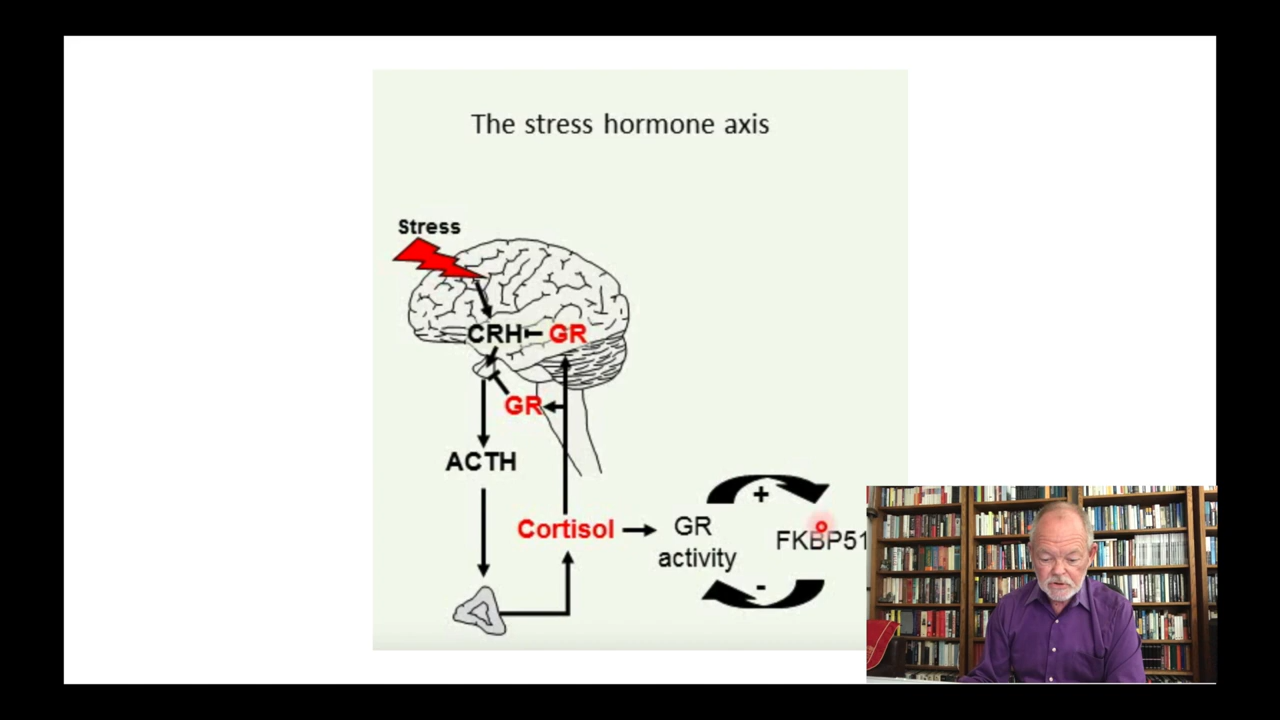 The stress hormone axis
Stress
CRH GR
GR
ACTH
+
Cortisol GR
activity
FKBP51
-